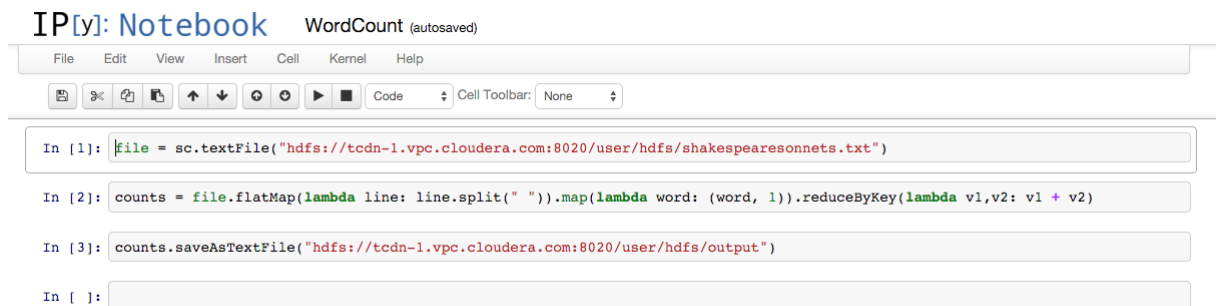 IP[y]: Notebook WordCount (autosaved)
File Edit View Insert Cell Kernel Help
Code Cell Toolbar: None
In [1]: file = sc.textFile("hdfs://tcdn-1.vpc.cloudera.com:8020/user/hdfs/shakespearesonnets.txt")
In [2]: counts = file.flatMap(lambda line: line.split(" ")).map(lambda word: (word, 1)).reduceByKey(lambda v1,v2: v1 + v2)
In [3]: counts.saveAsTextFile("hdfs://tcdn-1.vpc.cloudera.com:8020/user/hdfs/output")
In [ ]: